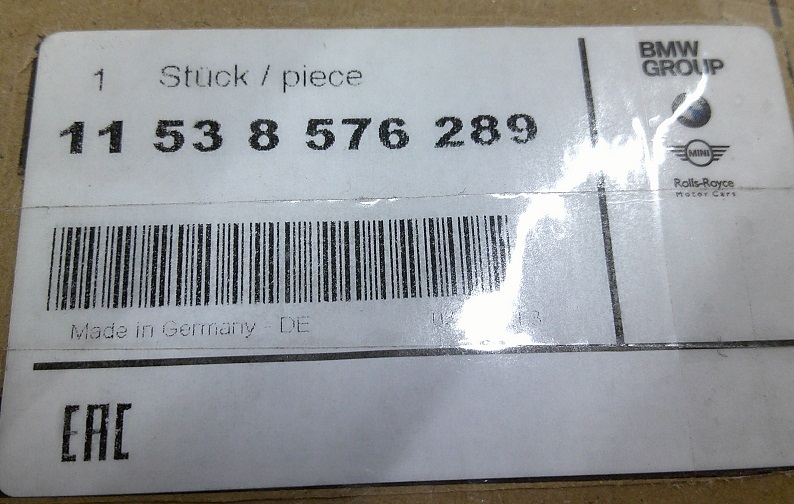 1 Stück / piece
11 53 8 576 289
Made in Germany - DE
BMW
GROUP
MINI
Rolls-Royce
Motor Cars
EAC